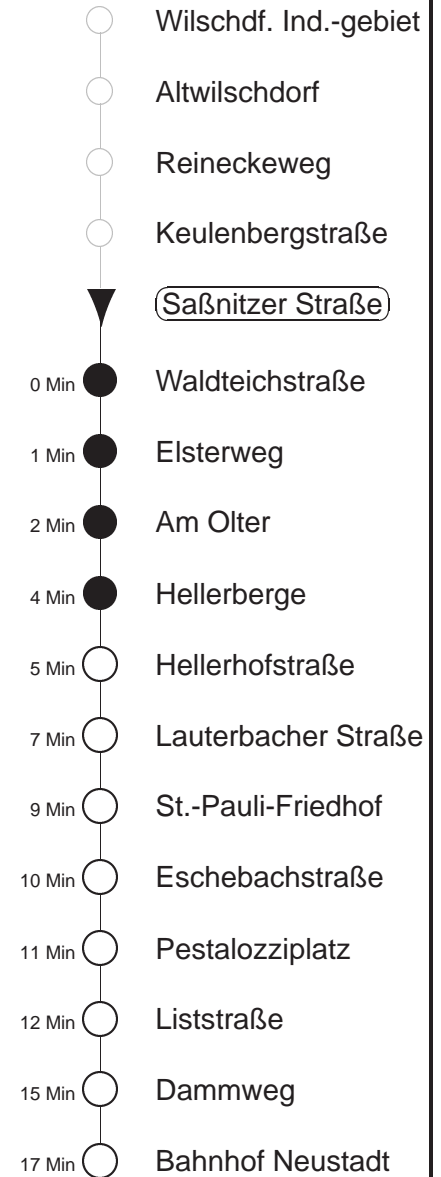 Wilschdf. Ind.-gebiet
Altwilschdorf
Reineckeweg
Keulenbergstraße
Saßnitzer Straße
0 Min Waldteichstraße
1 Min Elsterweg
2 Min Am Olter
4 Min Hellerberge
5 Min Hellerhofstraße
7 Min Lauterbacher Straße
9 Min St.-Pauli-Friedhof
10 Min Eschebachstraße
11 Min Pestalozziplatz
12 Min Liststraße
15 Min Dammweg
17 Min Bahnhof Neustadt